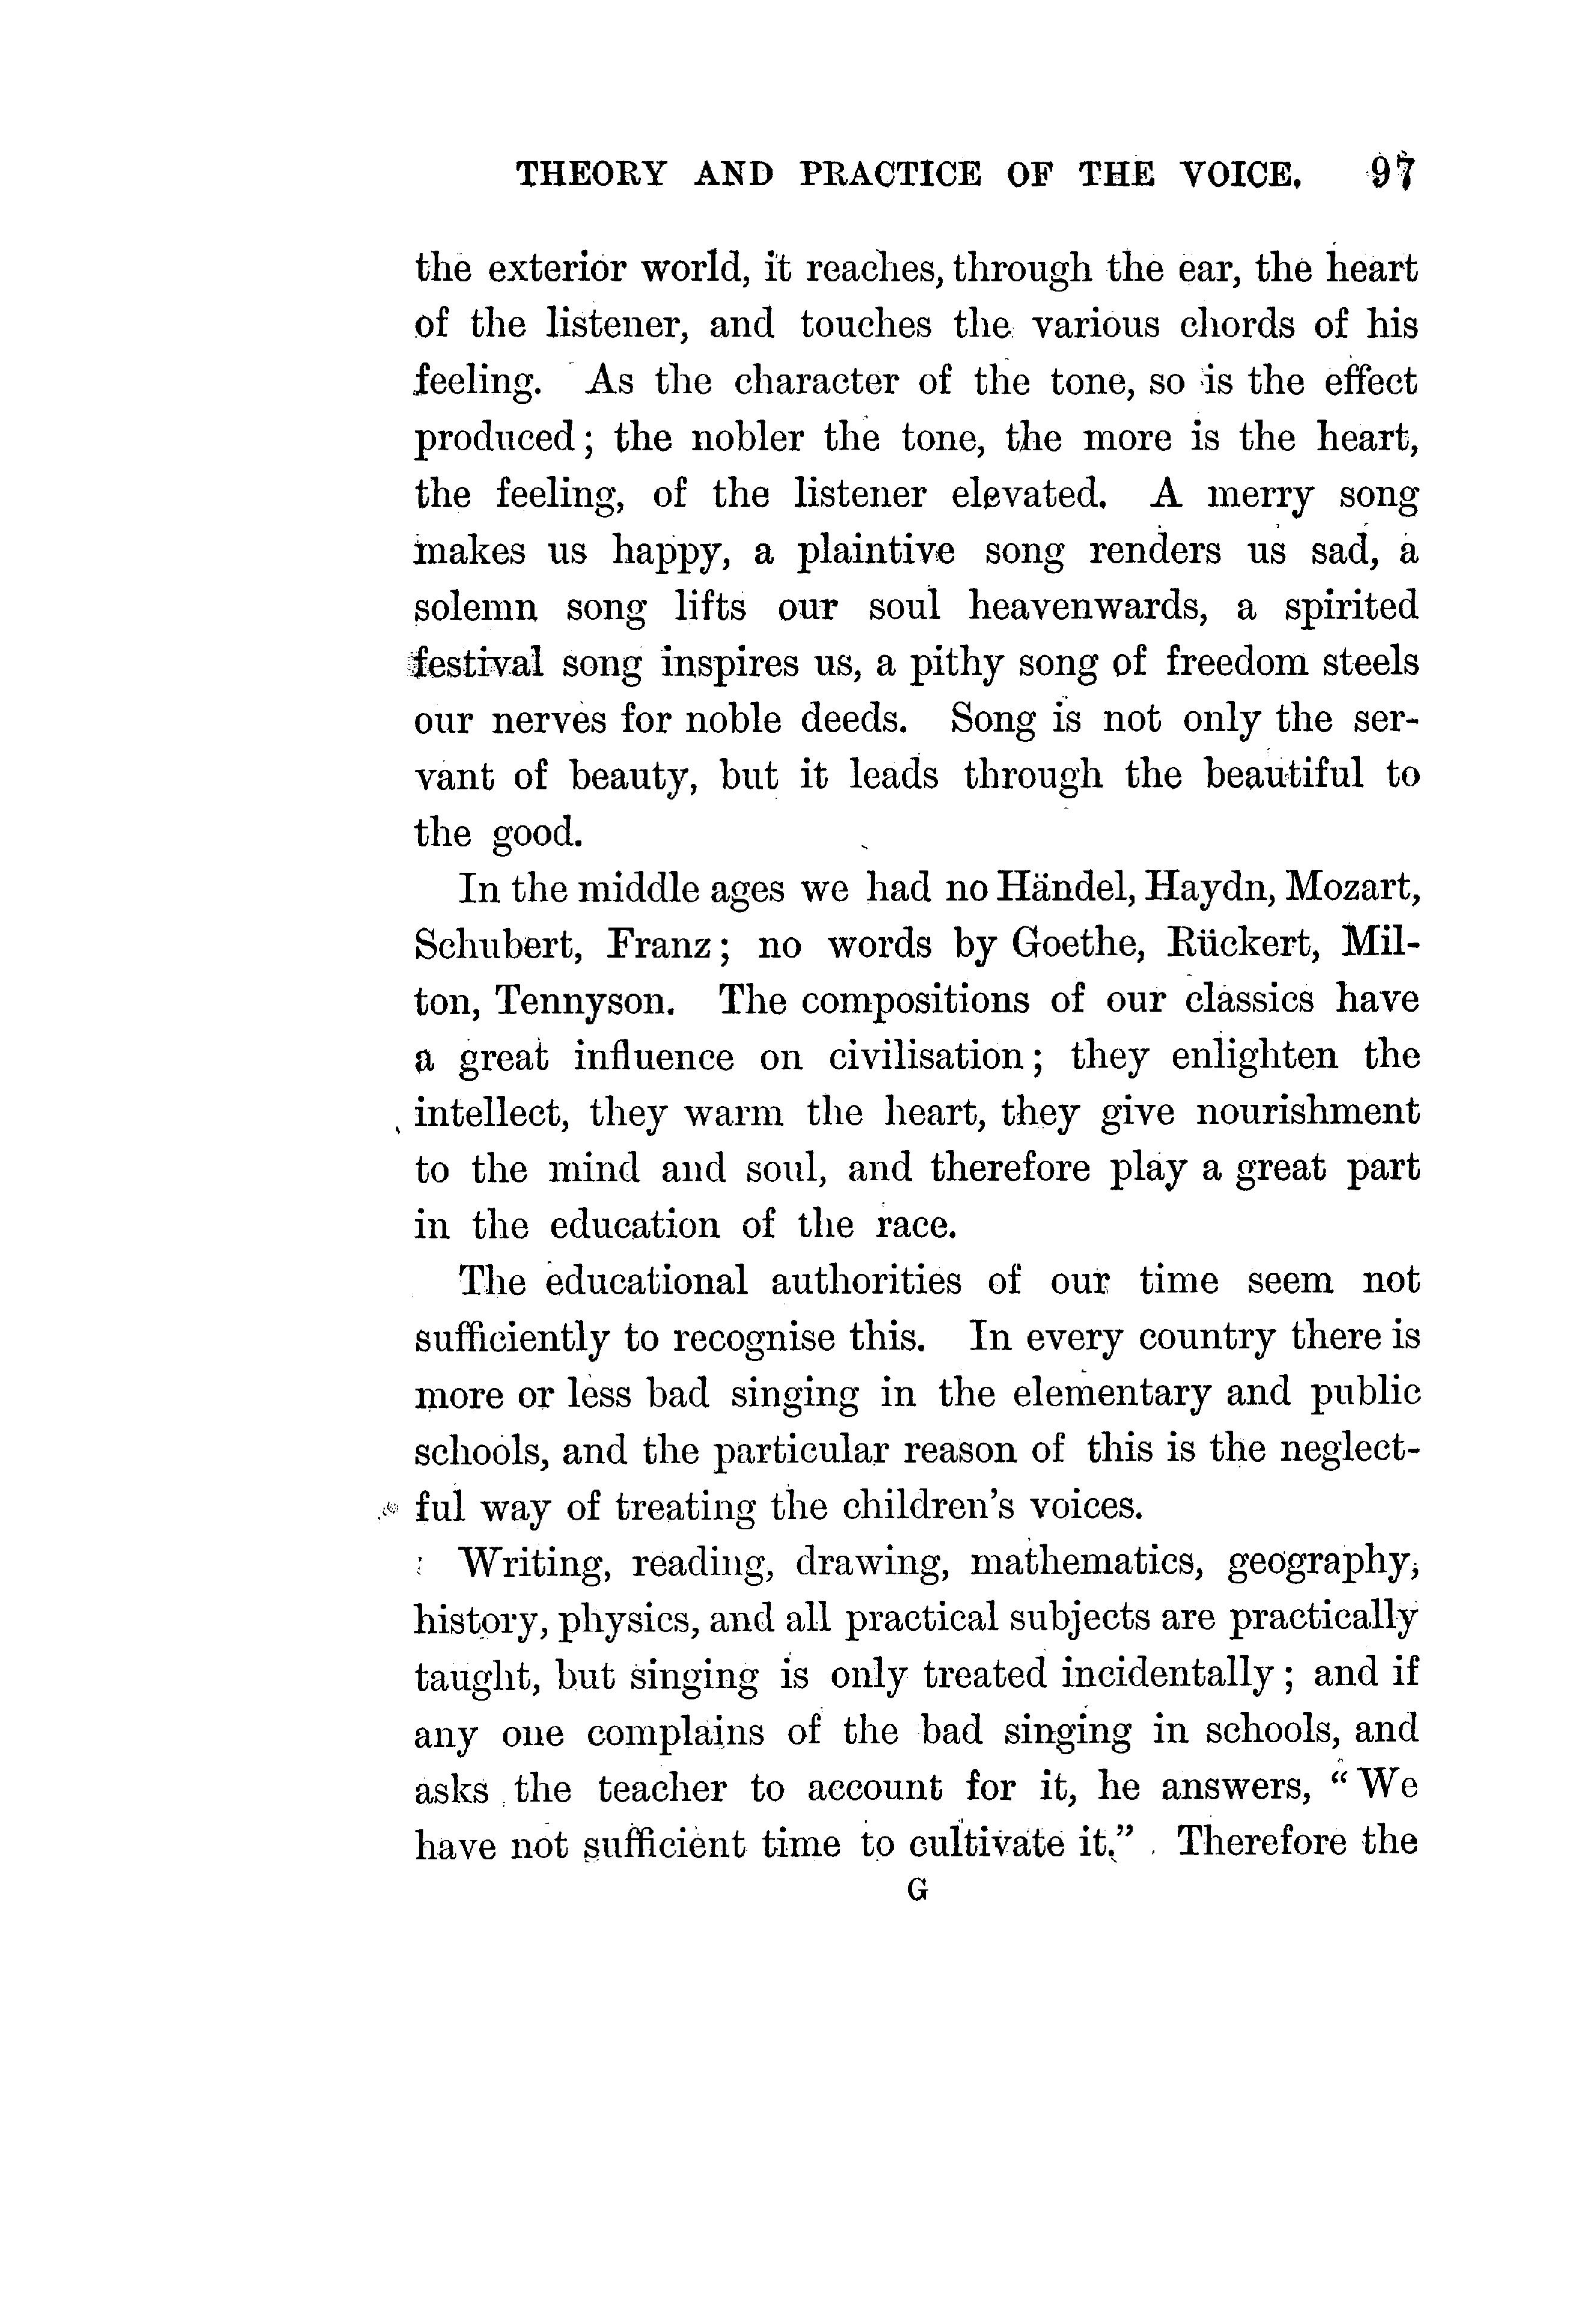 THEORY AND PRACTICE OF THE VOICE. 97
the exterior world, it reaches, through the ear, the heart
of the listener, and touches the various chords of his
feeling. As the character of the tone, so is the effect
produced; the nobler the tone, the more is the heart,
the feeling, of the listener elevated. A merry song
makes us happy, a plaintive song renders us sad, a
solemn song lifts our soul heavenwards, a spirited
festival song inspires us, a pithy song of freedom steels
our nerves for noble deeds. Song is not only the ser-
vant of beauty, but it leads through the beautiful to
the good.
In the middle ages we had no Händel, Haydn, Mozart,
Schubert, Franz; no words by Goethe, Rückert, Mil-
ton, Tennyson. The compositions of our classics have
a great influence on civilisation; they enlighten the
intellect, they warm the heart, they give nourishment
to the mind and soul, and therefore play a great part
in the education of the race.
The educational authorities of our time seem not
sufficiently to recognise this. In every country there is
more or less bad singing in the elementary and public
schools, and the particular reason of this is the neglect-
ful way of treating the children's voices.
Writing, reading, drawing, mathematics, geography,
history, physics, and all practical subjects are practically
taught, but singing is only treated incidentally; and if
any one complains of the bad singing in schools, and
asks the teacher to account for it, he answers, "We
have not sufficient time to cultivate it." Therefore the
G